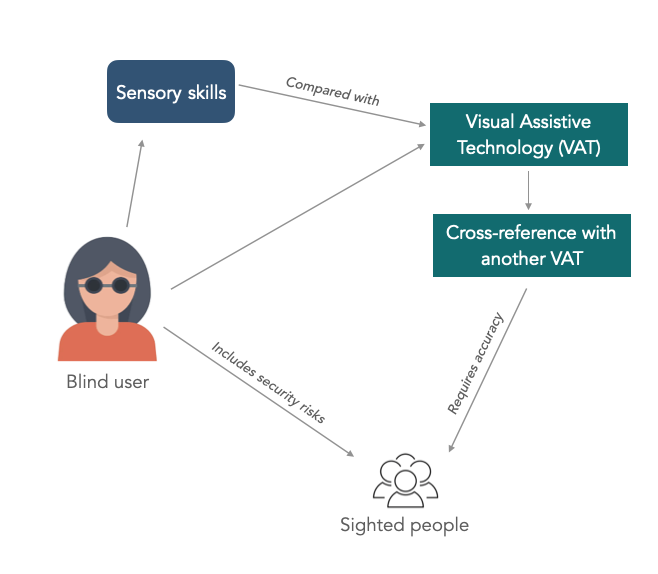 Sensory skills
Compared with
Visual Assistive
Technology (VAT)
Cross-reference with
another VAT
Blind user
Includes security risks
Requires accuracy
Sighted people